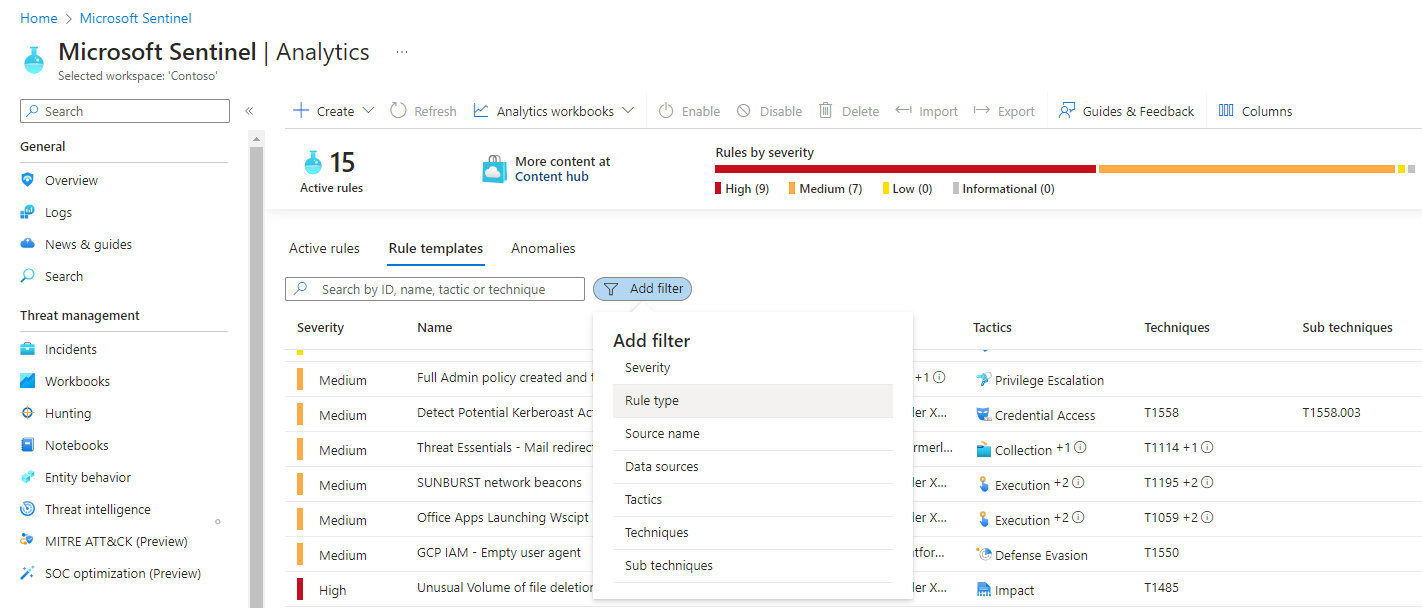 Home > Microsoft Sentinel
Microsoft Sentinel | Analytics ...
Selected workspace: 'Contoso'
Search «
Create Refresh Analytics workbooks Enable Disable Delete Import Export Guides & Feedback Columns
General
Overview
Logs
News & guides
Search
Threat management
Incidents
Workbooks
Hunting
Notebooks
Entity behavior
Threat intelligence
MITRE ATT&CK (Preview)
SOC optimization (Preview)
15
Active rules
More content at
Content hub
Rules by severity
High (9) Medium (7) Low (0) Informational (0)
Active rules Rule templates Anomalies
Search by ID, name, tactic or technique Add filter
Severity Name Tactics Techniques Sub techniques
Medium Full Admin policy created and t +1 Privilege Escalation
Medium Detect Potential Kerberoast Ac ler X... Credential Access T1558 T1558.003
Medium Threat Essentials - Mail redirect rmerl... Collection +1 T1114 +1
Medium SUNBURST network beacons ler X... Execution +2 T1195 +2
Medium Office Apps Launching Wscipt ler X... Execution +2 T1059 +2
Medium GCP IAM - Empty user agent tfor... Defense Evasion T1550
High Unusual Volume of file deletion ler X... Impact T1485
Add filter
Severity
Rule type
Source name
Data sources
Tactics
Techniques
Sub techniques